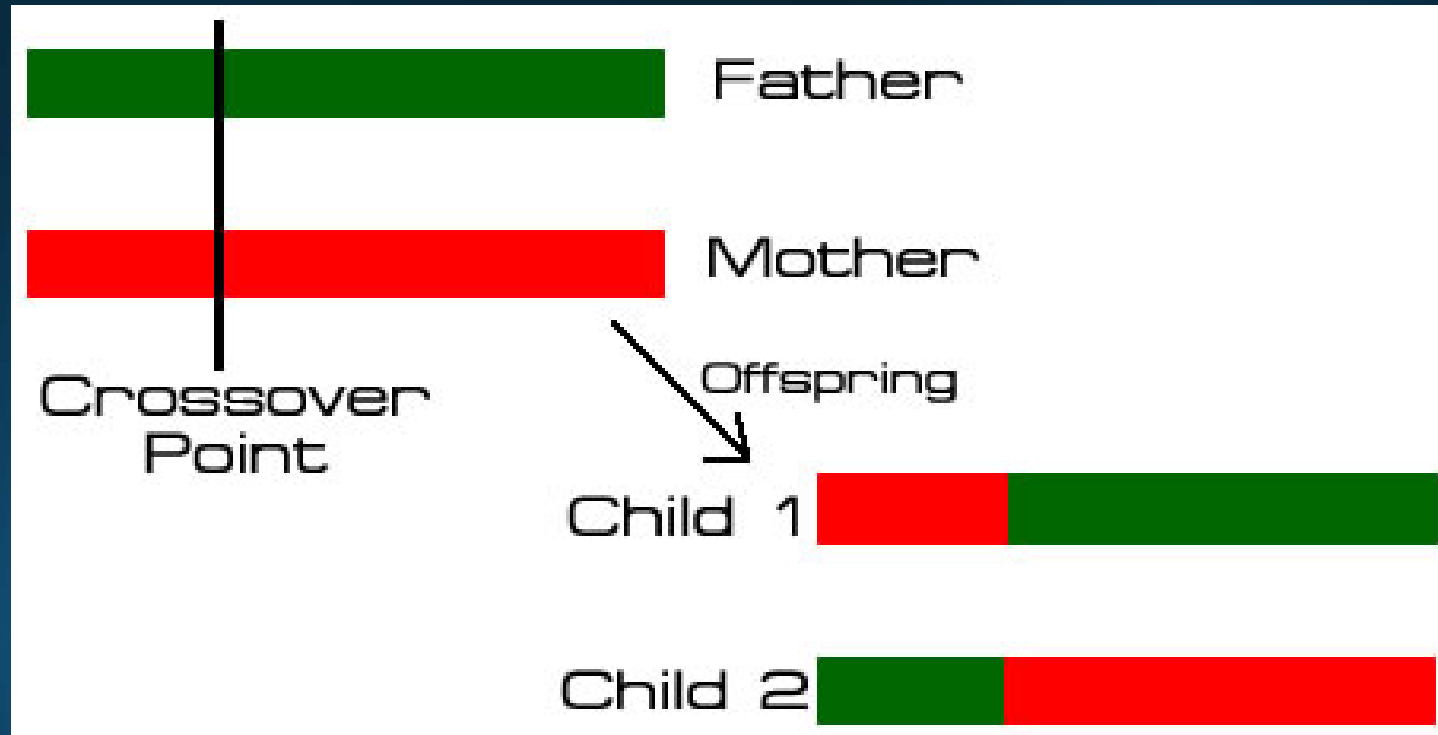 Father
Mother
Crossover
Point
Offspring
Child 1
Child 2